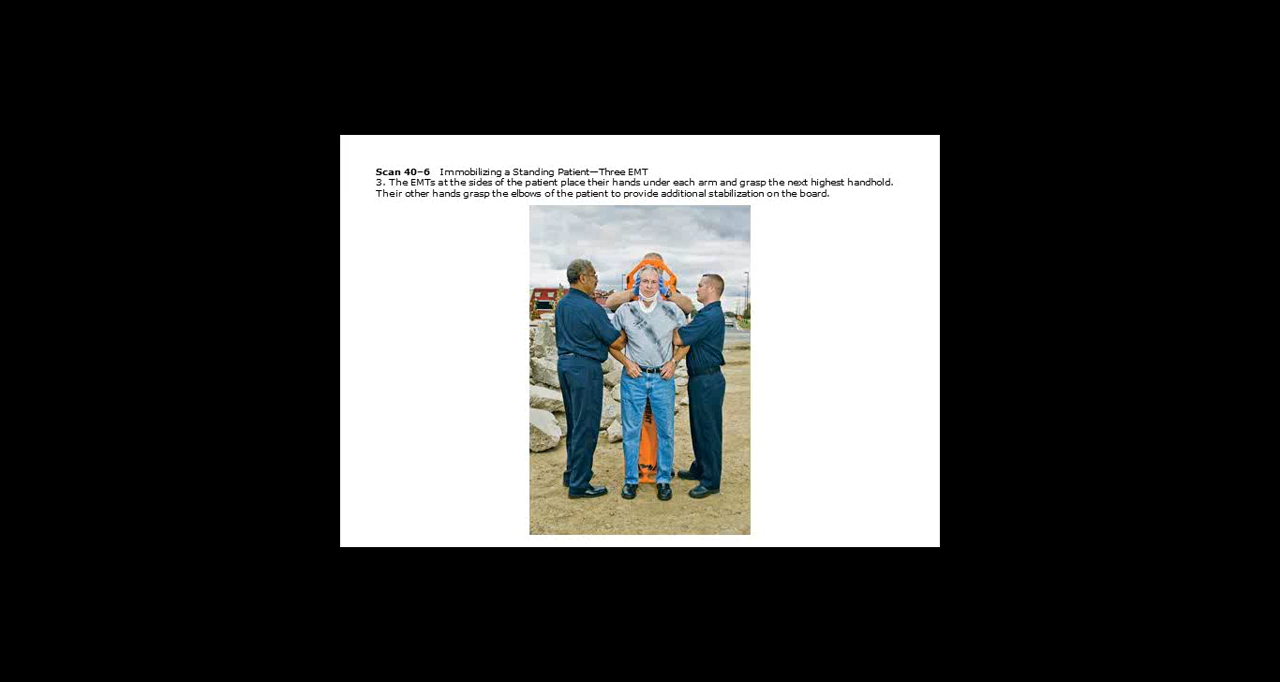 Scan 40–6 Immobilizing a Standing Patient—Three EMT
3. The EMTs at the sides of the patient place their hands under each arm and grasp the next highest handhold.
Their other hands grasp the elbows of the patient to provide additional stabilization on the board.